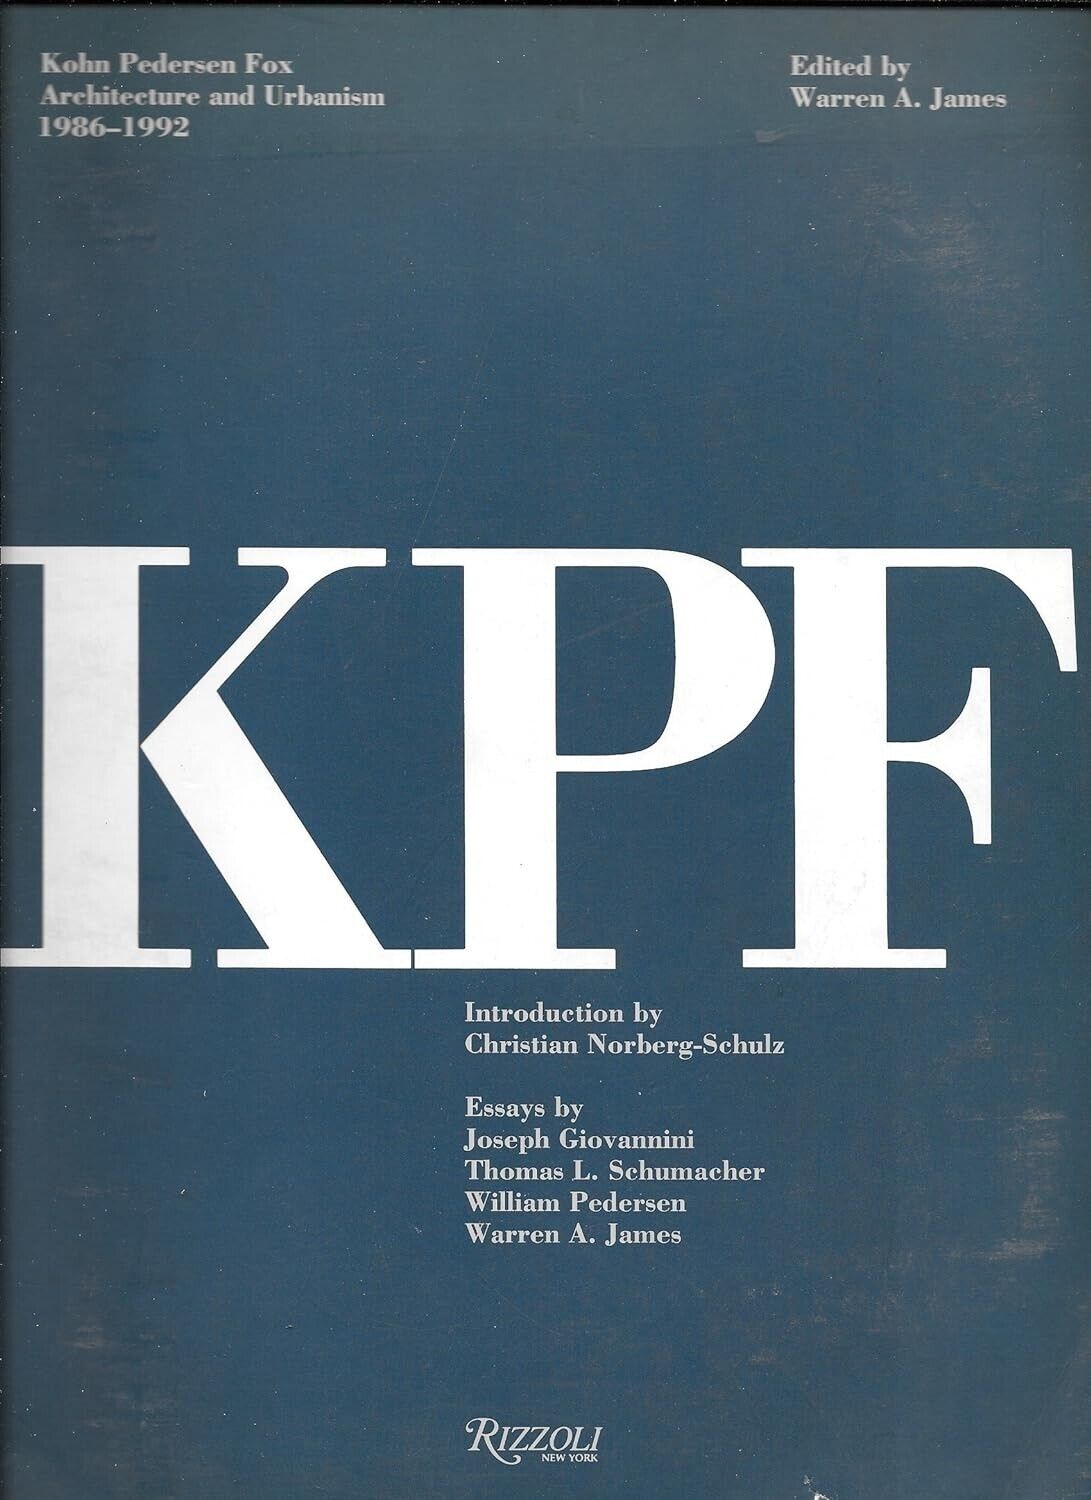 Kohn Pedersen Fox
Architecture and Urbanism
1986–1992
Edited by
Warren A. James
KPF
Introduction by
Christian Norberg-Schulz
Essays by
Joseph Giovannini
Thomas L. Schumacher
William Pedersen
Warren A. James
RIZZOLI
NEW YORK